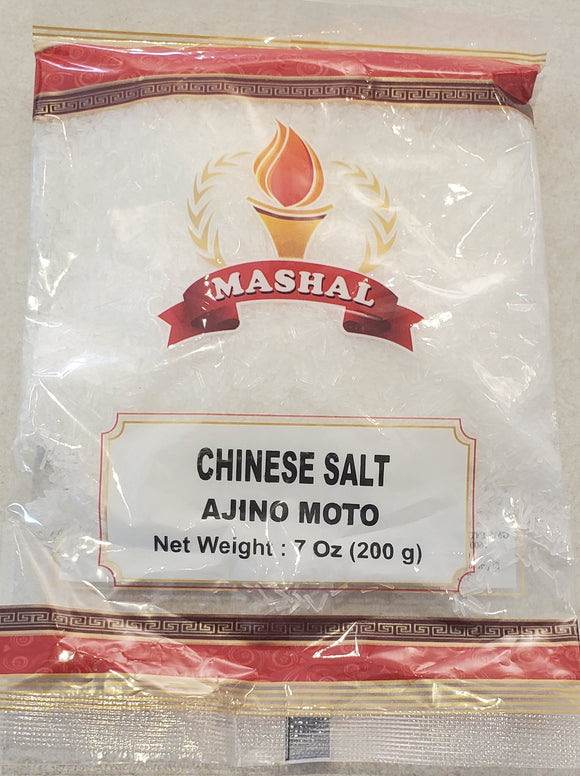 MASHAL
CHINESE SALT
AJINO MOTO
Net Weight : 7 Oz (200 g)